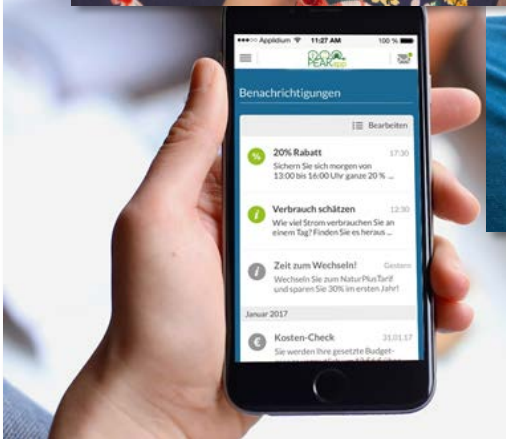 Applidium 11:27 AM 100 %
PEAKapp
Benachrichtigungen
Bearbeiten
20% Rabatt 17:30
Sichern Sie sich morgen von
13:00 bis 16:00 Uhr ganze 20 % ...
Verbrauch schätzen 12:30
Wie viel Strom verbrauchen Sie an
einem Tag? Finden Sie es heraus ...
Zeit zum Wechseln! Gestern
Wechseln Sie zum NaturPlusTarif
und sparen Sie 30% im ersten Jahr!
Januar 2017
Kosten-Check 31.01.17
Sie werden Ihre gesetzte Budget-